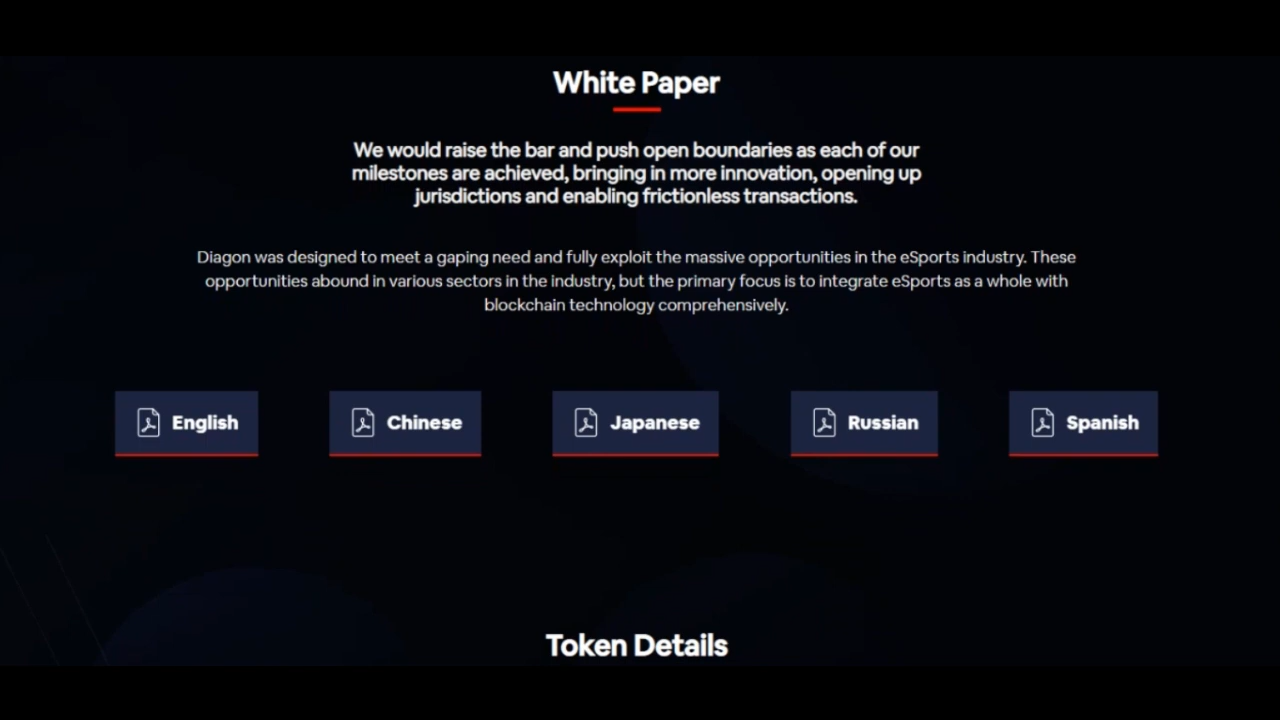 White Paper
We would raise the bar and push open boundaries as each of our
milestones are achieved, bringing in more innovation, opening up
jurisdictions and enabling frictionless transactions.
Diagon was designed to meet a gaping need and fully exploit the massive opportunities in the eSports industry. These
opportunities abound in various sectors in the industry, but the primary focus is to integrate eSports as a whole with
blockchain technology comprehensively.
English
Chinese
Japanese
Russian
Spanish
Token Details